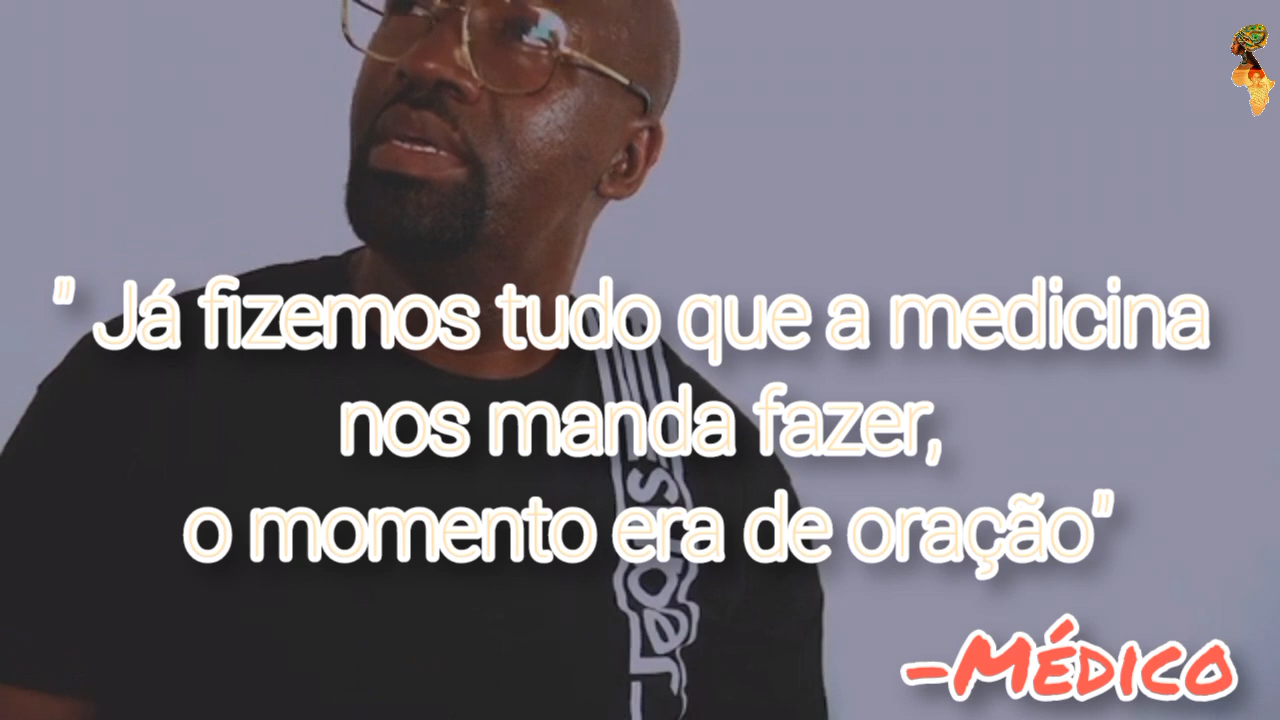 " Já fizemos tudo que a medicina
nos manda fazer,
o momento era de oração"
-Médico